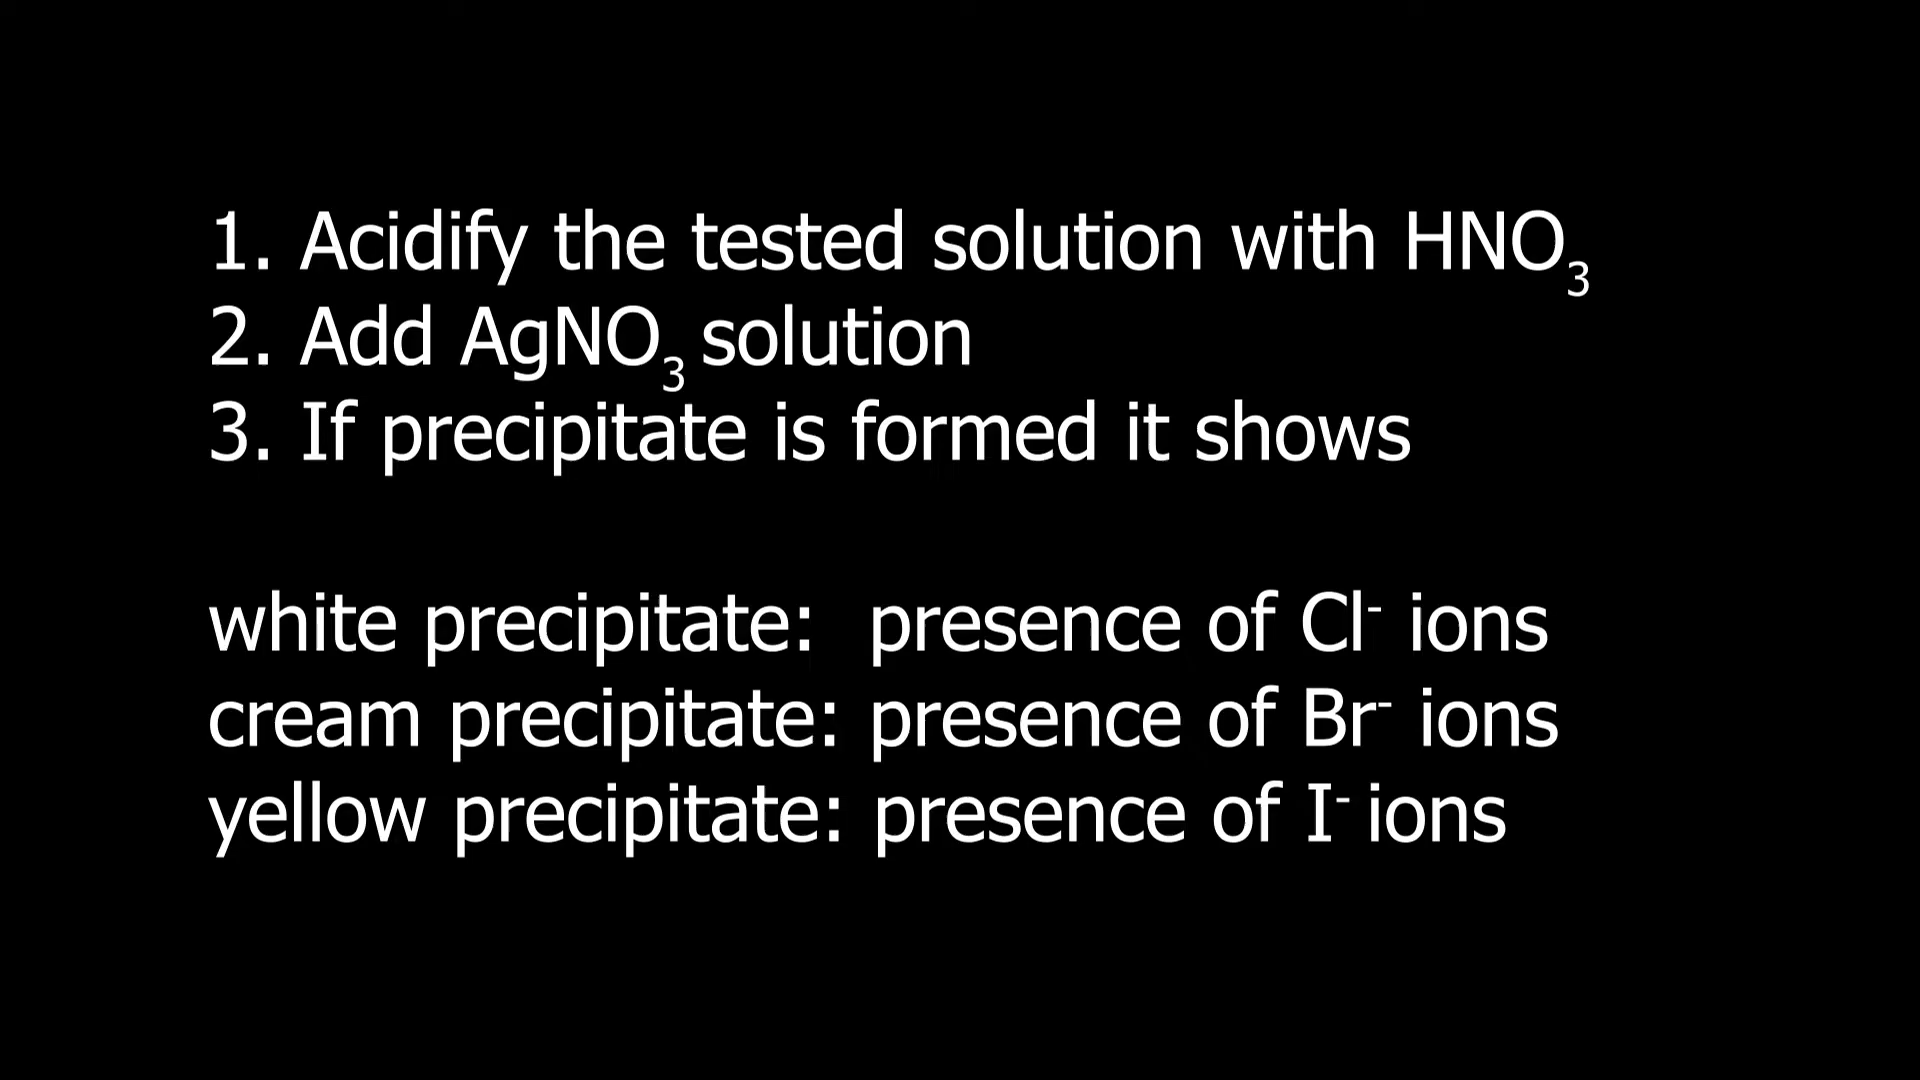 1. Acidify the tested solution with HNO₃
2. Add AgNO₃ solution
3. If precipitate is formed it shows
white precipitate: presence of Cl⁻ ions
cream precipitate: presence of Br⁻ ions
yellow precipitate: presence of I⁻ ions